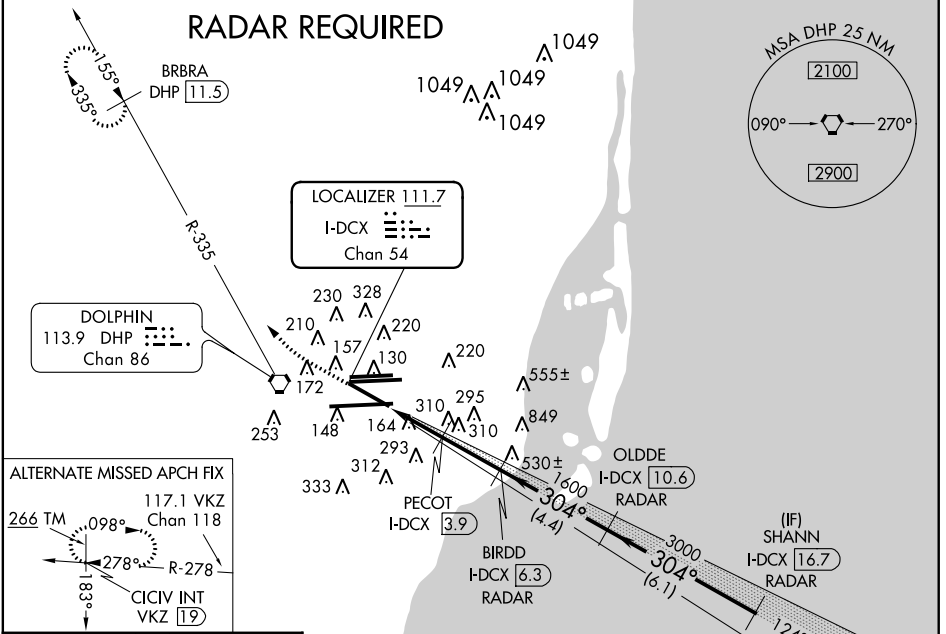 RADAR REQUIRED
155°
335°
BRBRA
DHP 11.5
R-335
1049
1049
1049
1049
MSA DHP 25 NM
2100
090°
270°
2900
LOCALIZER 111.7
I-DCX
Chan 54
DOLPHIN
113.9 DHP
Chan 86
230
328
210
220
157
130
172
220
555±
253
148
164
310
295
310
849
293
530±
312
333
PECOT
I-DCX 3.9
BIRDD
I-DCX 6.3
RADAR
1600
304°
(4.4)
OLDDE
I-DCX 10.6
RADAR
3000
304°
(6.1)
(IF)
SHANN
I-DCX 16.7
RADAR
ALTERNATE MISSED APCH FIX
117.1 VKZ
Chan 118
266 TM
098°
278°
R-278
183°
CICIV INT
VKZ 19